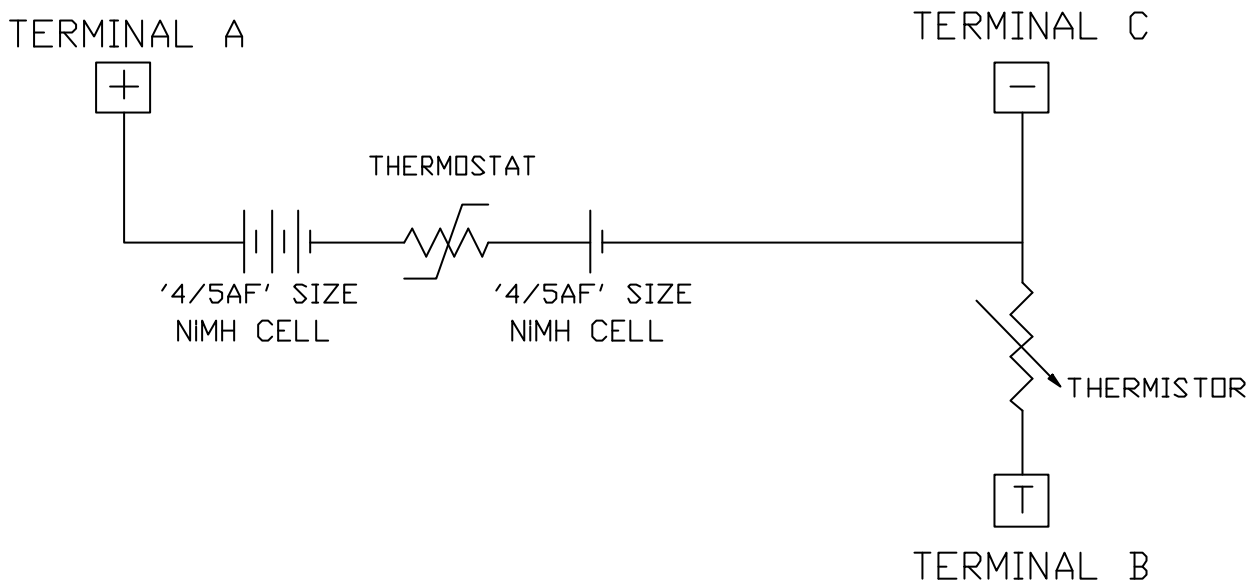 TERMINAL A
TERMINAL C
+
−
THERMOSTAT
'4/5AF' SIZE
NiMH CELL
'4/5AF' SIZE
NiMH CELL
THERMISTOR
T
TERMINAL B